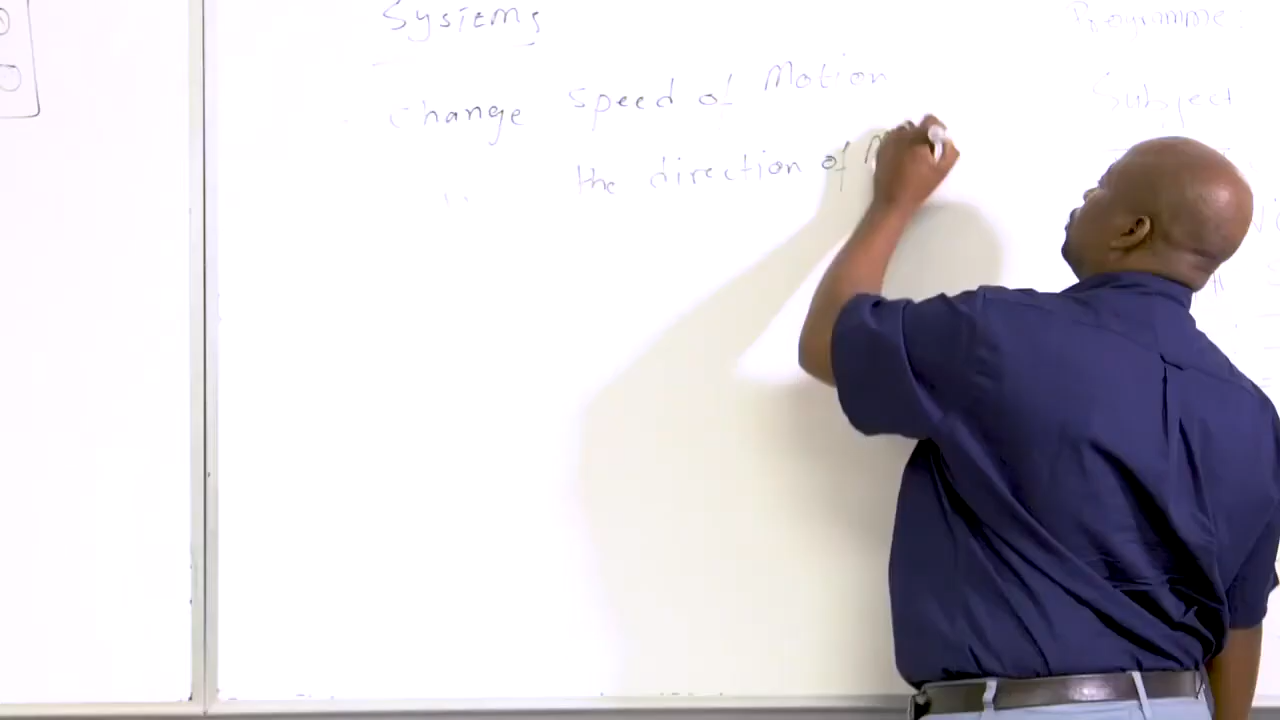 Systems
Change speed of Motion
" the direction of M
Programme:
Subject